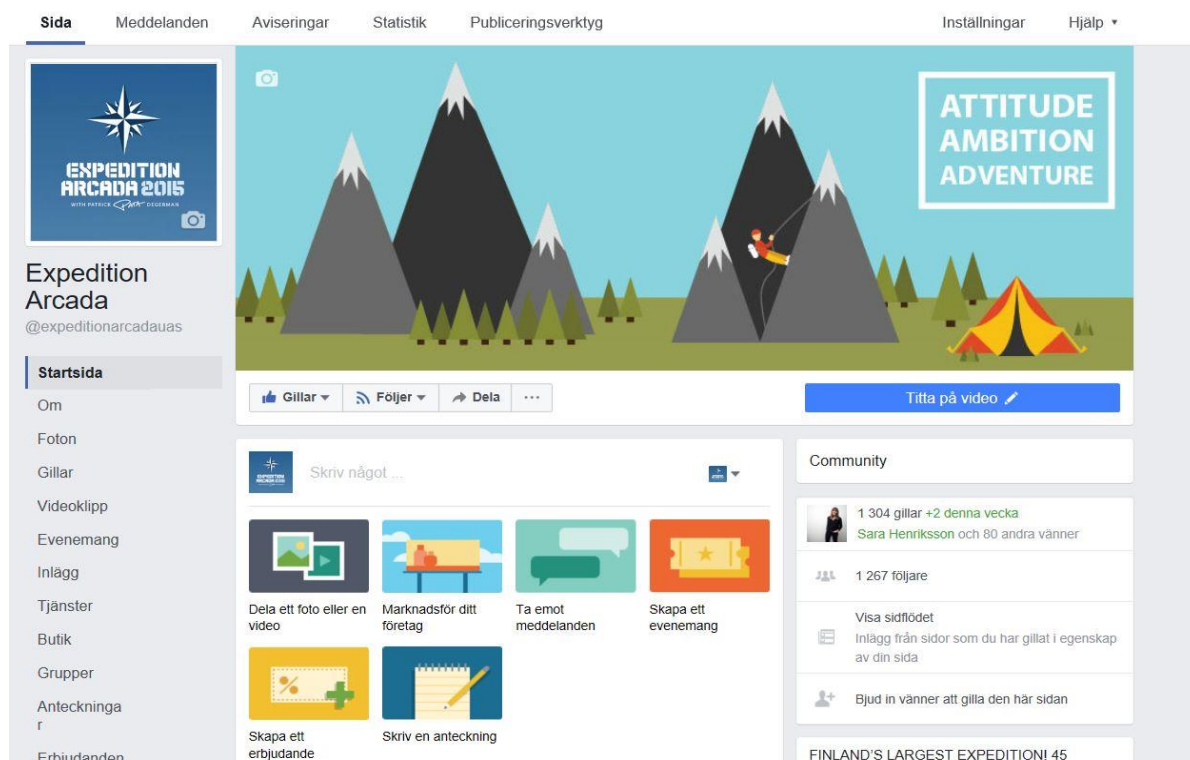 Sida Meddelanden Aviseringar Statistik Publiceringsverktyg Inställningar Hjälp
EXPEDITION
ARCADA 2015
WITH PATRICK DEGERMAN
Expedition
Arcada
@expeditionarcadauas
Startsida
Om
Foton
Gillar
Videoklipp
Evenemang
Inlägg
Tjänster
Butik
Grupper
Anteckninga
r
Erbjudanden
ATTITUDE
AMBITION
ADVENTURE
Gillar Följer Dela ...
Titta på video
Skriv något ...
Dela ett foto eller en
video
Marknadsför ditt
företag
Ta emot
meddelanden
Skapa ett
evenemang
Skapa ett
erbjudande
Skriv en anteckning
Community
1 304 gillar +2 denna vecka
Sara Henriksson och 80 andra vänner
1 267 följare
Visa sidflödet
Inlägg från sidor som du har gillat i egenskap
av din sida
Bjud in vänner att gilla den här sidan
FINLAND'S LARGEST EXPEDITION! 45